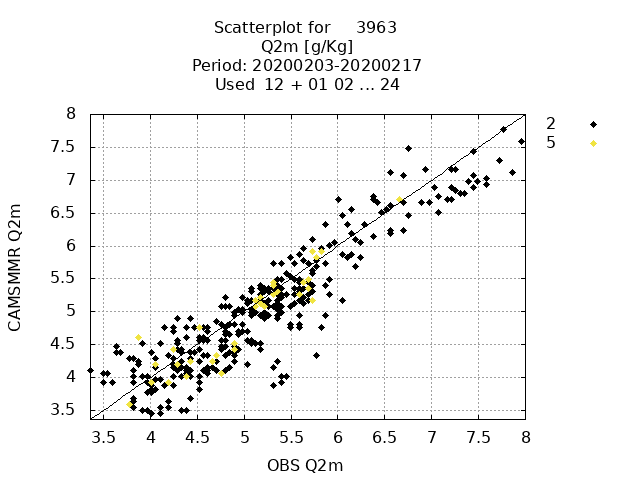 Scatterplot for 3963
Q2m [g/Kg]
Period: 20200203-20200217
Used 12 + 01 02 ... 24
8
7.5
7
6.5
6
5.5
5
4.5
4
3.5
CAMSMMR Q2m
3.5 4 4.5 5 5.5 6 6.5 7 7.5 8
OBS Q2m
2
5